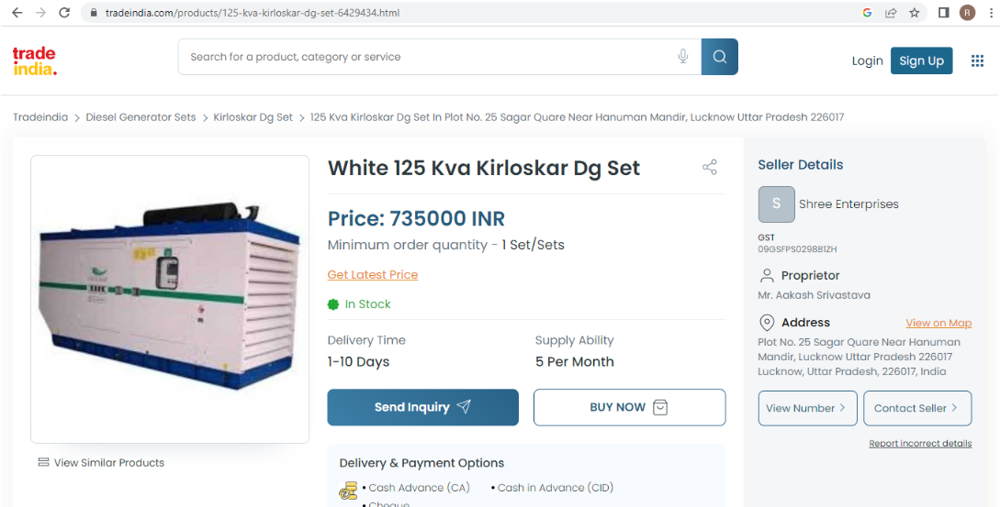 tradeindia.com/products/125-kva-kirloskar-dg-set-6429434.html
R
trade
india.
Search for a product, category or service
Login
Sign Up
Tradeindia > Diesel Generator Sets > Kirloskar Dg Set > 125 Kva Kirloskar Dg Set In Plot No. 25 Sagar Quare Near Hanuman Mandir, Lucknow Uttar Pradesh 226017
White 125 Kva Kirloskar Dg Set
Price: 735000 INR
Minimum order quantity - 1 Set/Sets
Get Latest Price
In Stock
Delivery Time
1-10 Days
Supply Ability
5 Per Month
Send Inquiry
BUY NOW
View Similar Products
Delivery & Payment Options
• Cash Advance (CA)
• Cash in Advance (CID)
• Cheque
Seller Details
S
Shree Enterprises
GST
09GSFPS0298B1ZH
Proprietor
Mr. Aakash Srivastava
Address
View on Map
Plot No. 25 Sagar Quare Near Hanuman
Mandir, Lucknow Uttar Pradesh 226017
Lucknow, Uttar Pradesh, 226017, India
View Number >
Contact Seller >
Report incorrect details